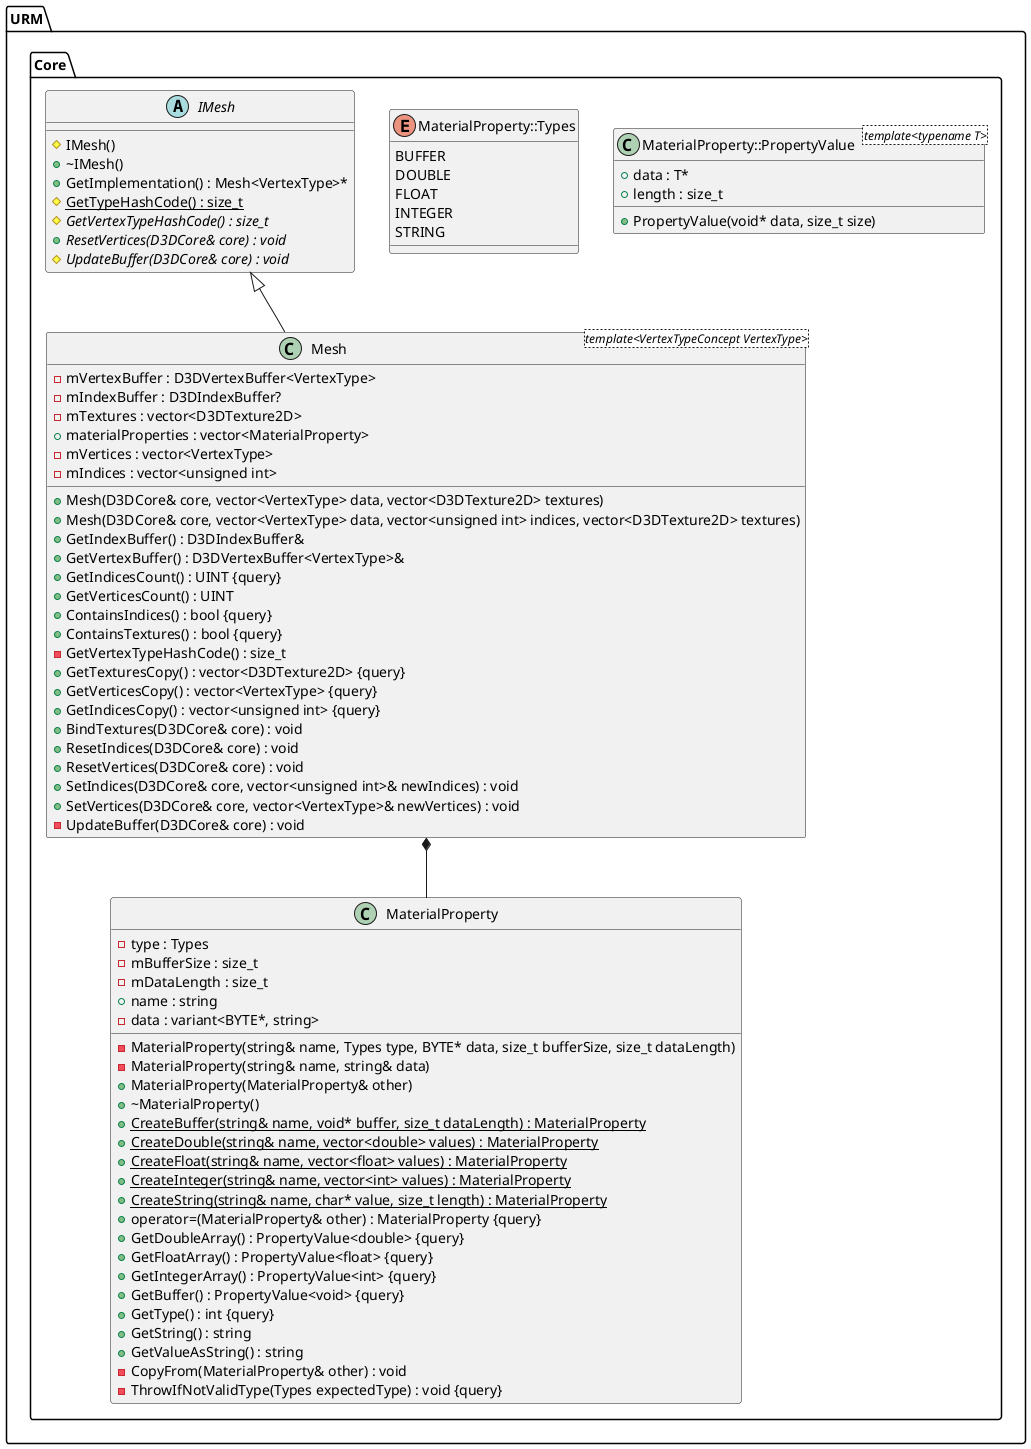 URM
Core
A IMesh
IMesh()
~IMesh()
GetImplementation() : Mesh<VertexType>*
GetTypeHashCode() : size_t
GetVertexTypeHashCode() : size_t
ResetVertices(D3DCore& core) : void
UpdateBuffer(D3DCore& core) : void
E MaterialProperty::Types
BUFFER
DOUBLE
FLOAT
INTEGER
STRING
C MaterialProperty::PropertyValue
template<typename T>
data : T*
length : size_t
PropertyValue(void* data, size_t size)
C Mesh
template<VertexTypeConcept VertexType>
mVertexBuffer : D3DVertexBuffer<VertexType>
mIndexBuffer : D3DIndexBuffer?
mTextures : vector<D3DTexture2D>
materialProperties : vector<MaterialProperty>
mVertices : vector<VertexType>
mIndices : vector<unsigned int>
Mesh(D3DCore& core, vector<VertexType> data, vector<D3DTexture2D> textures)
Mesh(D3DCore& core, vector<VertexType> data, vector<unsigned int> indices, vector<D3DTexture2D> textures)
GetIndexBuffer() : D3DIndexBuffer&
GetVertexBuffer() : D3DVertexBuffer<VertexType>&
GetIndicesCount() : UINT {query}
GetVerticesCount() : UINT
ContainsIndices() : bool {query}
ContainsTextures() : bool {query}
GetVertexTypeHashCode() : size_t
GetTexturesCopy() : vector<D3DTexture2D> {query}
GetVerticesCopy() : vector<VertexType> {query}
GetIndicesCopy() : vector<unsigned int> {query}
BindTextures(D3DCore& core) : void
ResetIndices(D3DCore& core) : void
ResetVertices(D3DCore& core) : void
SetIndices(D3DCore& core, vector<unsigned int>& newIndices) : void
SetVertices(D3DCore& core, vector<VertexType>& newVertices) : void
UpdateBuffer(D3DCore& core) : void
C MaterialProperty
type : Types
mBufferSize : size_t
mDataLength : size_t
name : string
data : variant<BYTE*, string>
MaterialProperty(string& name, Types type, BYTE* data, size_t bufferSize, size_t dataLength)
MaterialProperty(string& name, string& data)
MaterialProperty(MaterialProperty& other)
~MaterialProperty()
CreateBuffer(string& name, void* buffer, size_t dataLength) : MaterialProperty
CreateDouble(string& name, vector<double> values) : MaterialProperty
CreateFloat(string& name, vector<float> values) : MaterialProperty
CreateInteger(string& name, vector<int> values) : MaterialProperty
CreateString(string& name, char* value, size_t length) : MaterialProperty
operator=(MaterialProperty& other) : MaterialProperty {query}
GetDoubleArray() : PropertyValue<double> {query}
GetFloatArray() : PropertyValue<float> {query}
GetIntegerArray() : PropertyValue<int> {query}
GetBuffer() : PropertyValue<void> {query}
GetType() : int {query}
GetString() : string
GetValueAsString() : string
CopyFrom(MaterialProperty& other) : void
ThrowIfNotValidType(Types expectedType) : void {query}